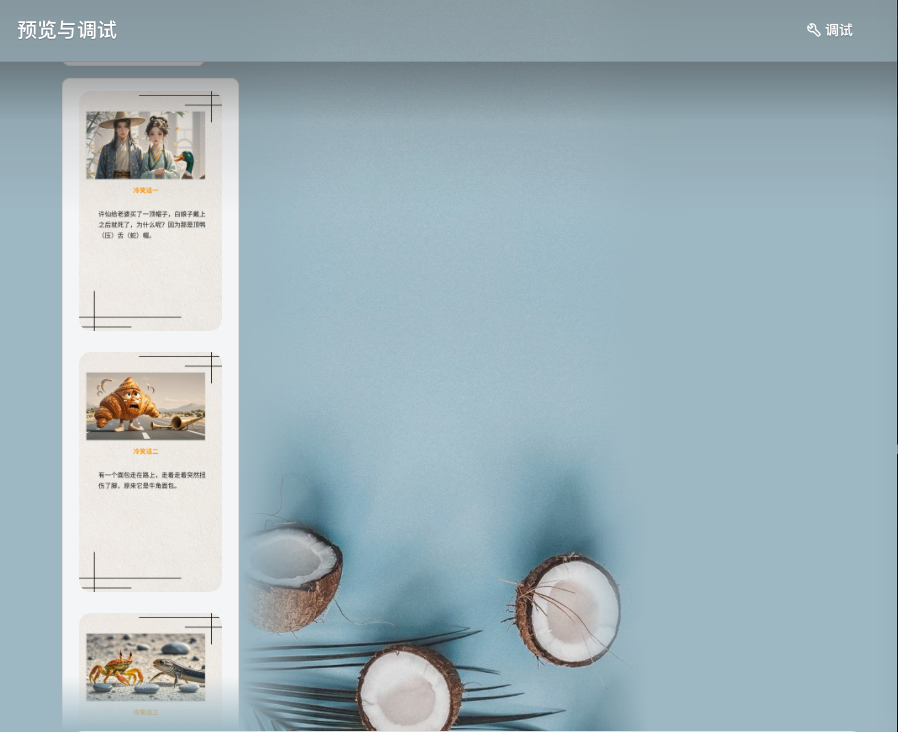 预览与调试
调试
冷笑话一
许仙给老婆买了一顶帽子，白娘子戴上
之后就死了，为什么呢？因为那是顶鸭
（压）舌（蛇）帽。
冷笑话二
有一个面包走在路上，走着走着突然扭
伤了脚，原来它是牛角面包。
冷笑话三